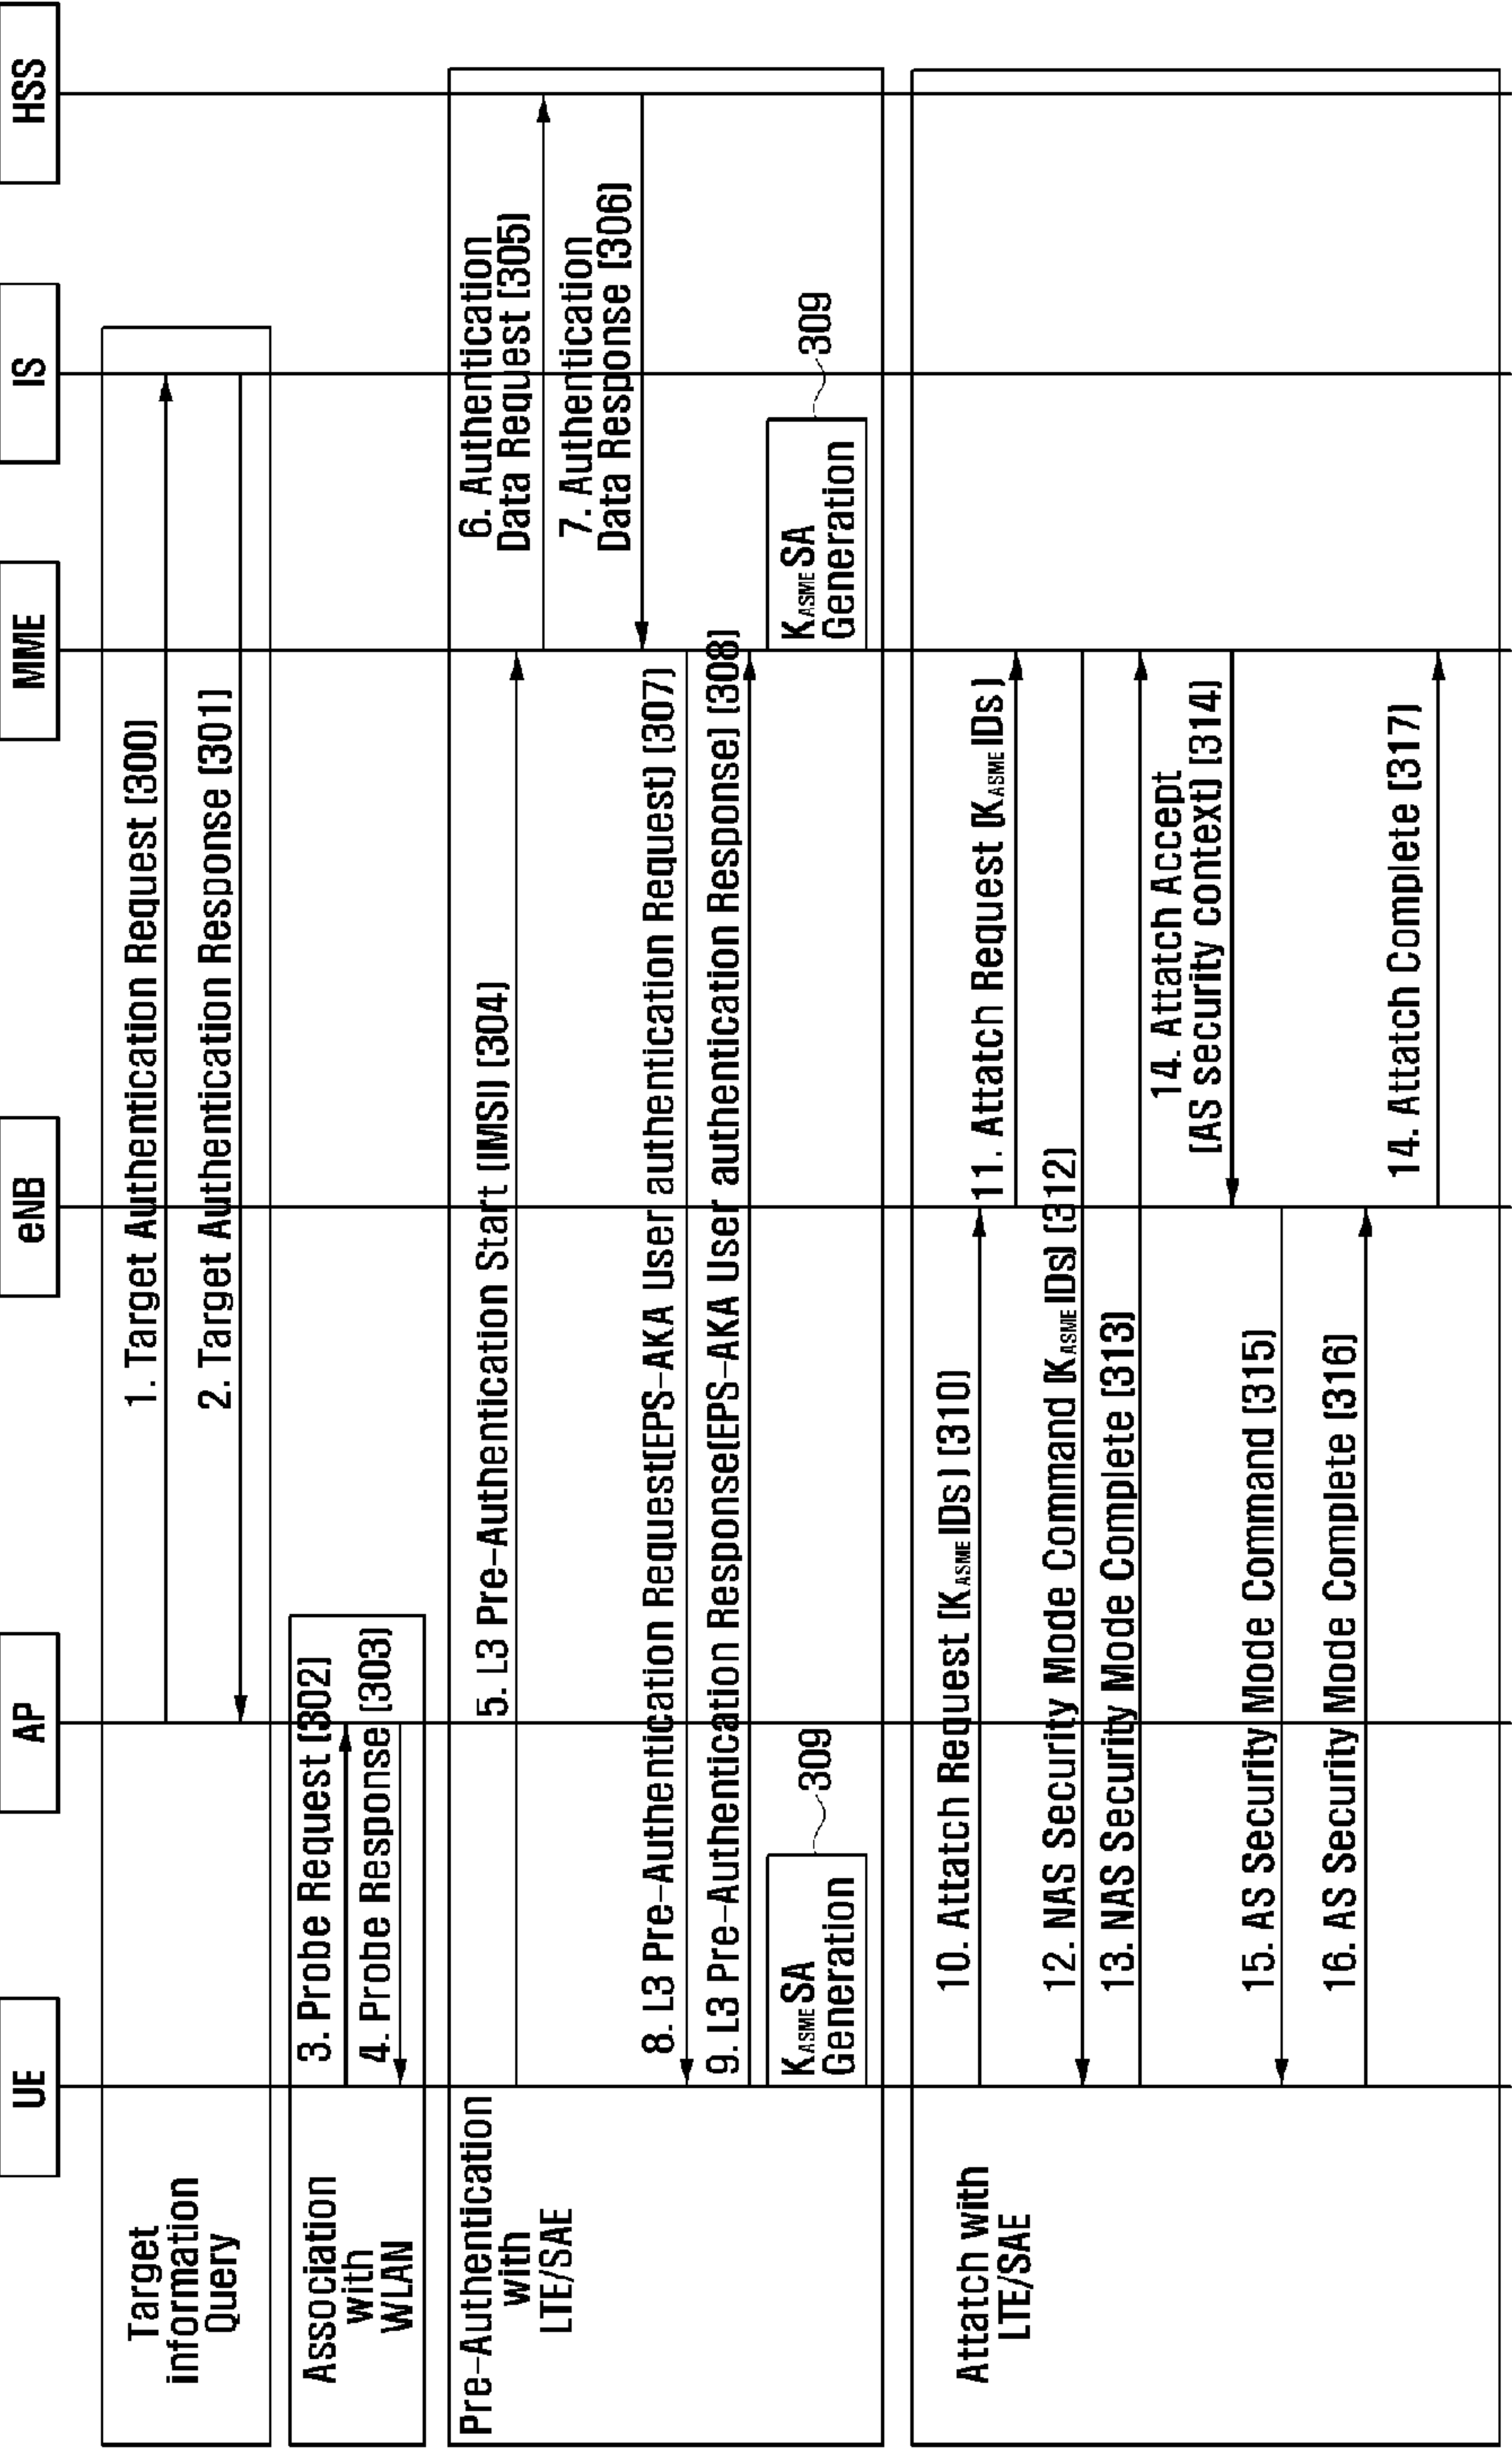 UE
AP
eNB
MME
IS
HSS
Target
information
Query
1. Target Authentication Request (300)
2. Target Authentication Response (301)
Association
with
WLAN
3. Probe Request (302)
4. Probe Response (303)
Pre-Authentication
with
LTE/SAE
5. L3 Pre-Authentication Start (IMSI) (304)
6. Authentication
Data Request (305)
7. Authentication
Data Response (306)
8. L3 Pre-Authentication Request(EPS-AKA User authentication Request) (307)
9. L3 Pre-Authentication Response(EPS-AKA User authentication Response) (308)
KASME SA
Generation
309
KASME SA
Generation
309
Attatch with
LTE/SAE
10. Attatch Request (KASME IDs) (310)
11. Attatch Request (KASME IDs)
12. NAS Security Mode Command (KASME IDs) (312)
13. NAS Security Mode Complete (313)
14. Attatch Accept
(AS security context) (314)
15. AS Security Mode Command (315)
16. AS Security Mode Complete (316)
14. Attatch Complete (317)